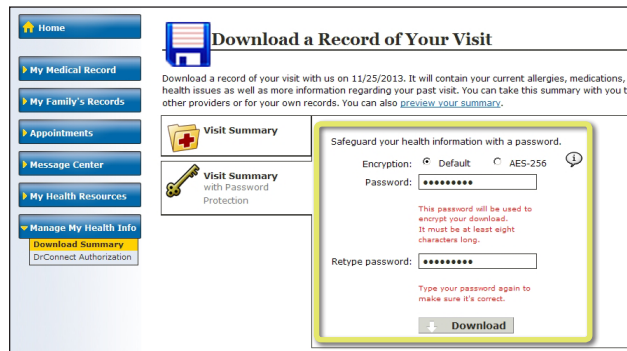 Home
My Medical Record
My Family's Records
Appointments
Message Center
My Health Resources
Manage My Health Info
Download Summary
DrConnect Authorization
Download a Record of Your Visit
Download a record of your visit with us on 11/25/2013. It will contain your current allergies, medications,
health issues as well as more information regarding your past visit. You can take this summary with you t
other providers or for your own records. You can also preview your summary.
Visit Summary
Visit Summary
with Password
Protection
Safeguard your health information with a password.
Encryption: Default AES-256
Password: •••••••••
This password will be used to
encrypt your download.
It must be at least eight
characters long.
Retype password: •••••••••
Type your password again to
make sure it's correct.
Download